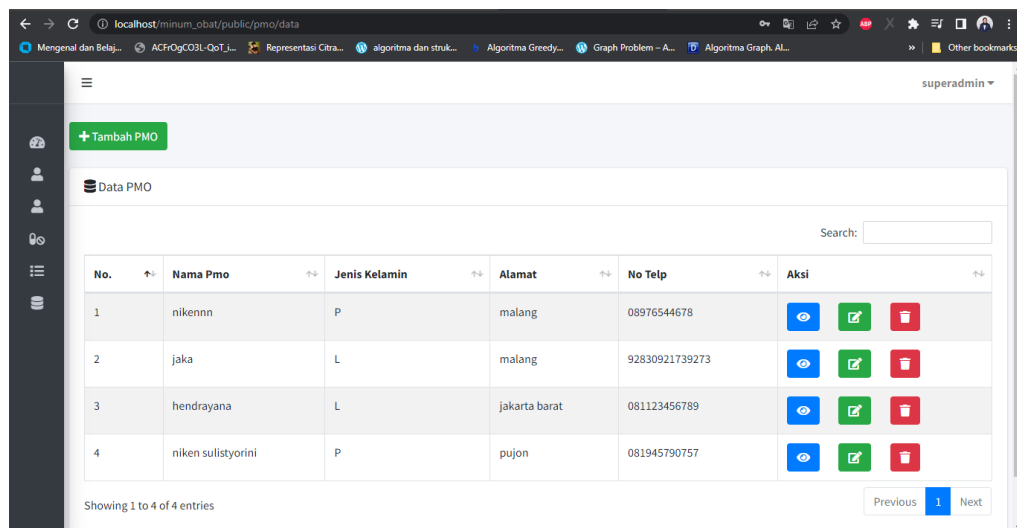 localhost/minum_obat/public/pmo/data
Mengenal dan Belaj... ACFrOgCO3L-QoT_i... Representasi Citra... algoritma dan struk... Algoritma Greedy... Graph Problem – A... Algoritma Graph. Al... » Other bookmarks
superadmin
Tambah PMO
Data PMO
Search:
No. Nama Pmo Jenis Kelamin Alamat No Telp Aksi
1 nikennn P malang 08976544678
2 jaka L malang 92830921739273
3 hendrayana L jakarta barat 081123456789
4 niken sulistyorini P pujon 081945790757
Showing 1 to 4 of 4 entries
Previous 1 Next